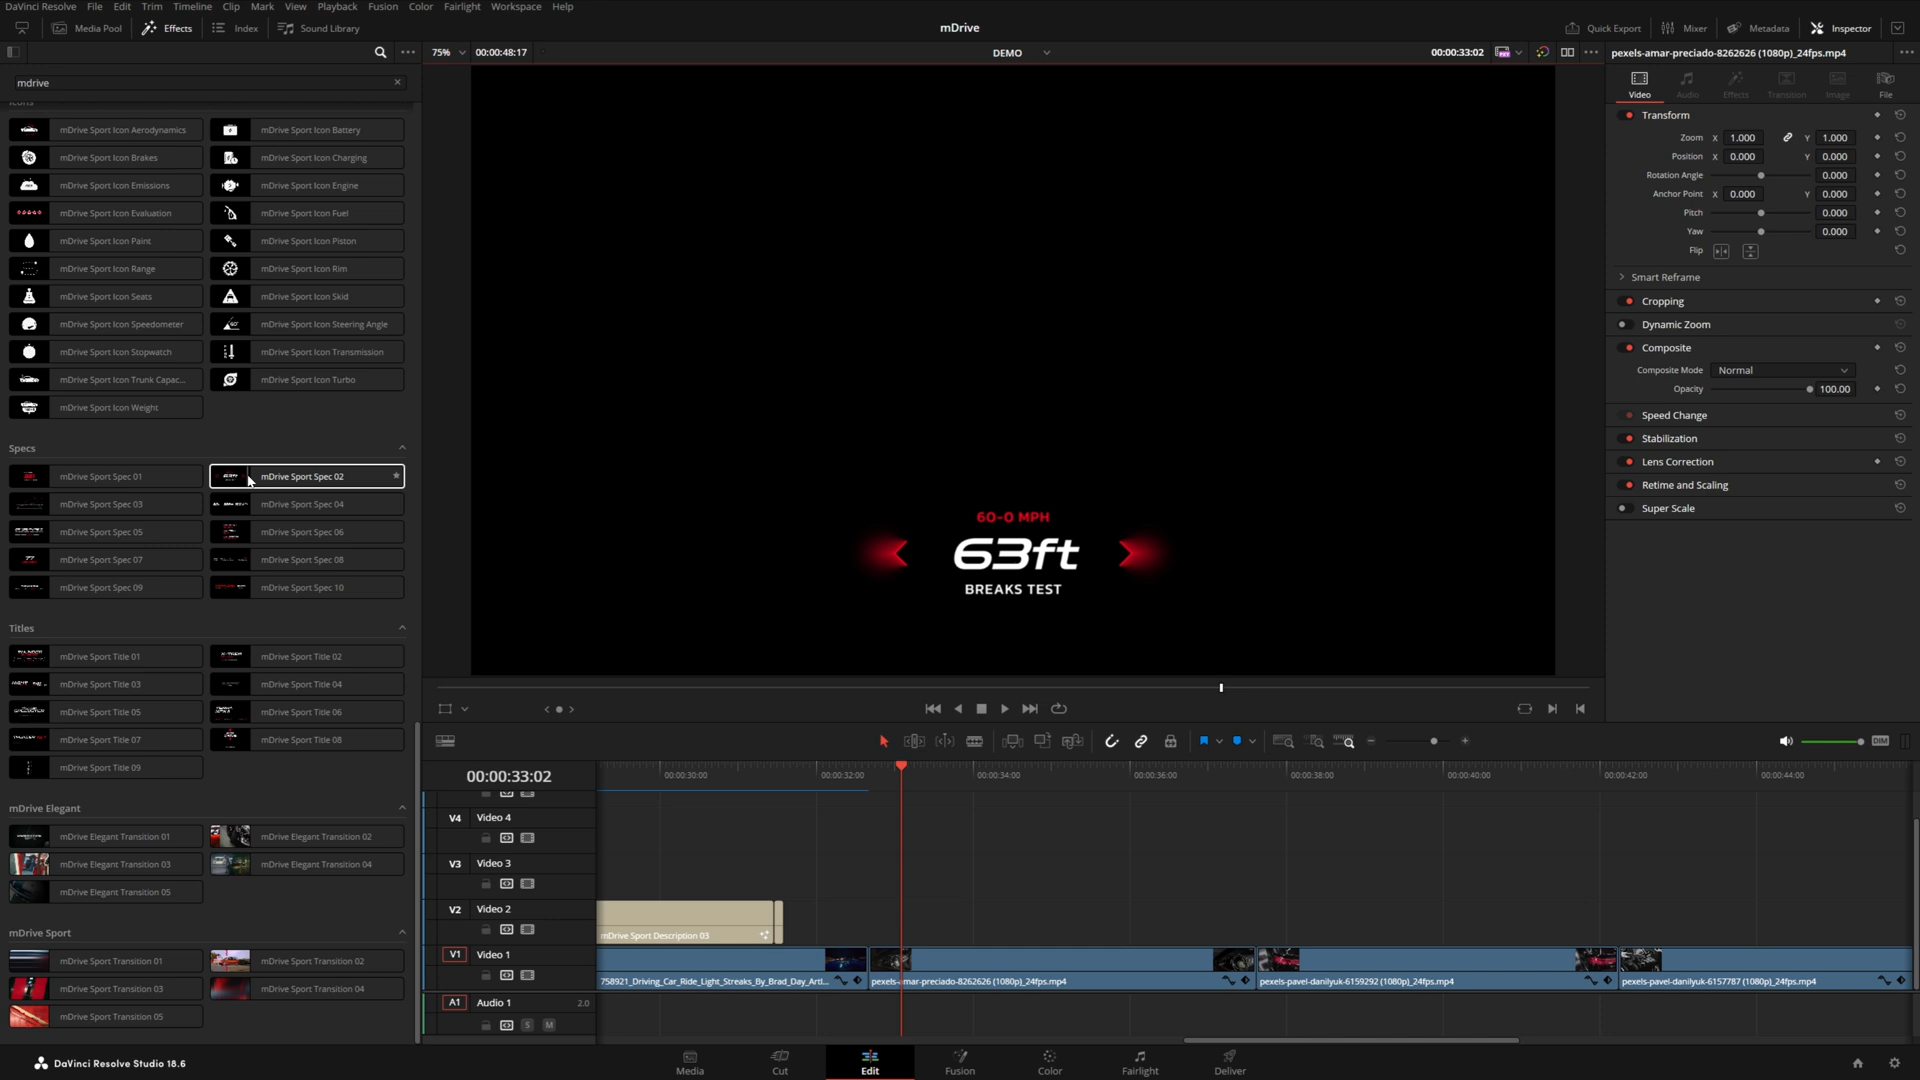 DaVinci Resolve File Edit Trim Timeline Clip Mark View Playback Fusion Color Fairlight Workspace Help
Media Pool Effects Index Sound Library mDrive Quick Export Mixer Metadata Inspector
75% 00:00:48:17 DEMO 00:00:33:02 pexels-amar-preciado-8262626 (1080p)_24fps.mp4
mdrive
Video Audio Effects Transition Image File
Icons
mDrive Sport Icon Aerodynamics mDrive Sport Icon Battery
mDrive Sport Icon Brakes mDrive Sport Icon Charging
mDrive Sport Icon Emissions mDrive Sport Icon Engine
mDrive Sport Icon Evaluation mDrive Sport Icon Fuel
mDrive Sport Icon Paint mDrive Sport Icon Piston
mDrive Sport Icon Range mDrive Sport Icon Rim
mDrive Sport Icon Seats mDrive Sport Icon Skid
mDrive Sport Icon Speedometer mDrive Sport Icon Steering Angle
mDrive Sport Icon Stopwatch mDrive Sport Icon Transmission
mDrive Sport Icon Trunk Capac... mDrive Sport Icon Turbo
mDrive Sport Icon Weight
Specs
mDrive Sport Spec 01 mDrive Sport Spec 02
mDrive Sport Spec 03 mDrive Sport Spec 04
mDrive Sport Spec 05 mDrive Sport Spec 06
mDrive Sport Spec 07 mDrive Sport Spec 08
mDrive Sport Spec 09 mDrive Sport Spec 10
Titles
mDrive Sport Title 01 mDrive Sport Title 02
mDrive Sport Title 03 mDrive Sport Title 04
mDrive Sport Title 05 mDrive Sport Title 06
mDrive Sport Title 07 mDrive Sport Title 08
mDrive Sport Title 09
mDrive Elegant
mDrive Elegant Transition 01 mDrive Elegant Transition 02
mDrive Elegant Transition 03 mDrive Elegant Transition 04
mDrive Elegant Transition 05
mDrive Sport
mDrive Sport Transition 01 mDrive Sport Transition 02
mDrive Sport Transition 03 mDrive Sport Transition 04
mDrive Sport Transition 05
60-0 MPH
63ft
BREAKS TEST
Transform
Zoom X 1.000 Y 1.000
Position X 0.000 Y 0.000
Rotation Angle 0.000
Anchor Point X 0.000 Y 0.000
Pitch 0.000
Yaw 0.000
Flip
Smart Reframe
Cropping
Dynamic Zoom
Composite
Composite Mode Normal
Opacity 100.00
Speed Change
Stabilization
Lens Correction
Retime and Scaling
Super Scale
DIM
00:00:33:02 00:00:30:00 00:00:32:00 00:00:34:00 00:00:36:00 00:00:38:00 00:00:40:00 00:00:42:00 00:00:44:00
V4 Video 4
V3 Video 3
V2 Video 2
mDrive Sport Description 03
V1 Video 1
758921_Driving_Car_Ride_Light_Streaks_By_Brad_Day_Artl... pexels-amar-preciado-8262626 (1080p)_24fps.mp4 pexels-pavel-danilyuk-6159292 (1080p)_24fps.mp4 pexels-pavel-danilyuk-6157787 (1080p)_24fps.mp4
A1 Audio 1 2.0
S M
DaVinci Resolve Studio 18.6
Media Cut Edit Fusion Color Fairlight Deliver